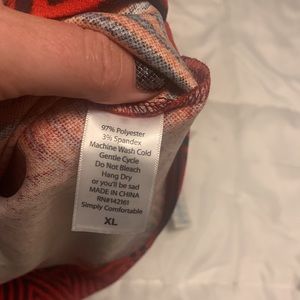 97% Polyester
3% Spandex
Machine Wash Cold
Gentle Cycle
Do Not Bleach
Hang Dry
or you'll be sad
MADE IN CHINA
RN#142161
Simply Comfortable
XL